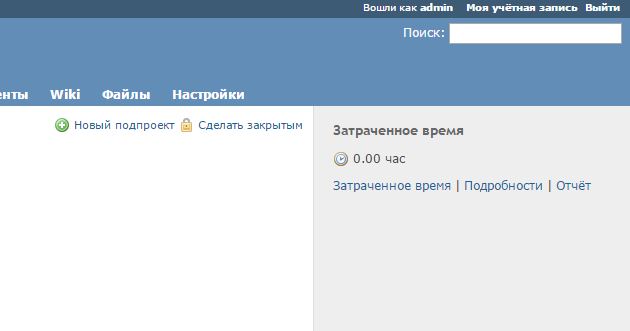 Вошли как admin Моя учётная запись Выйти
Поиск:
Wiki Файлы Настройки
Новый подпроект Сделать закрытым
Затраченное время
0.00 час
Затраченное время | Подробности | Отчёт